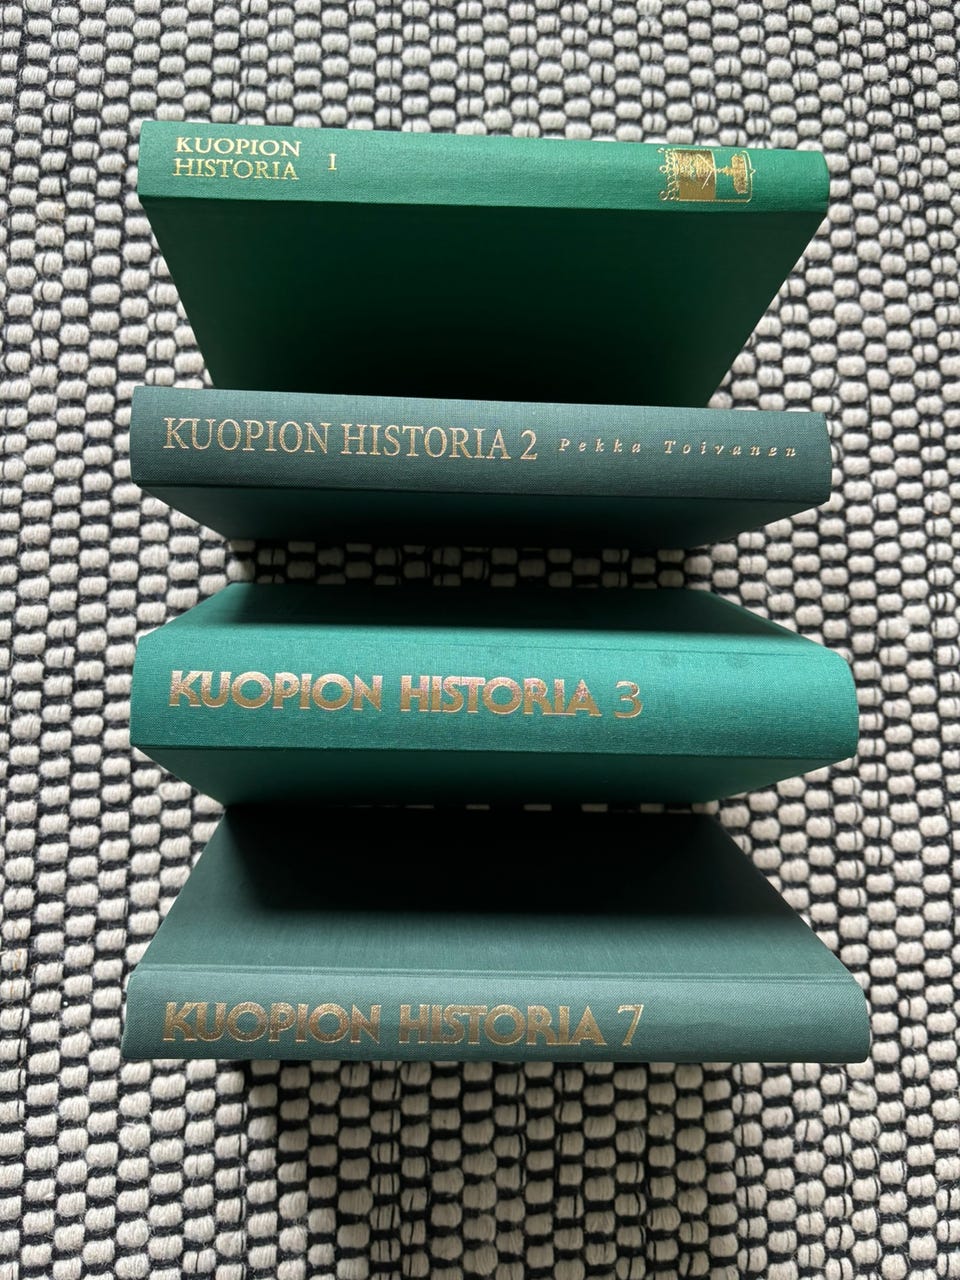 KUOPION
HISTORIA I
KUOPION HISTORIA 2 Pekka Toivanen
KUOPION HISTORIA 3
KUOPION HISTORIA 7